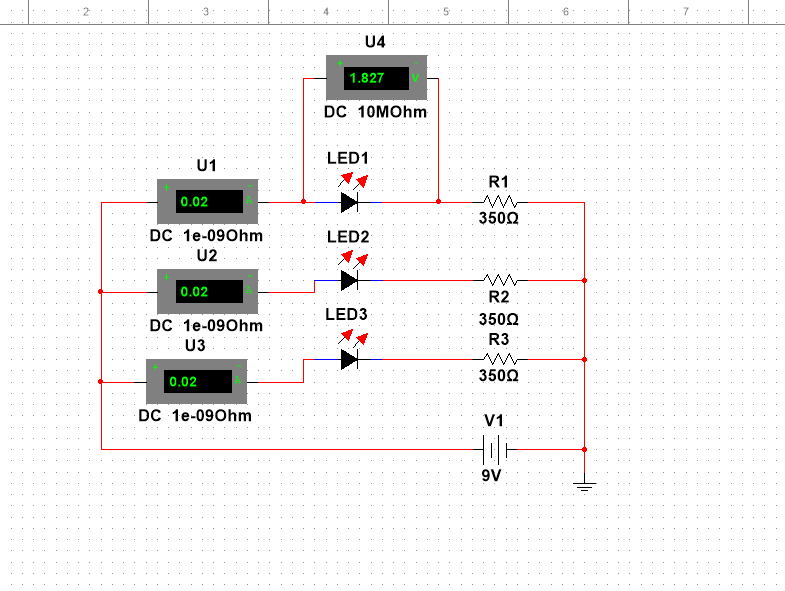 2 3 4 5 6 7
U4
+ -
1.827 V
DC 10MOhm
LED1
U1
+ -
0.02 A
DC 1e-09Ohm
R1
350Ω
LED2
U2
+ -
0.02 A
DC 1e-09Ohm
R2
350Ω
LED3
U3
+ -
0.02 A
DC 1e-09Ohm
R3
350Ω
V1
9V